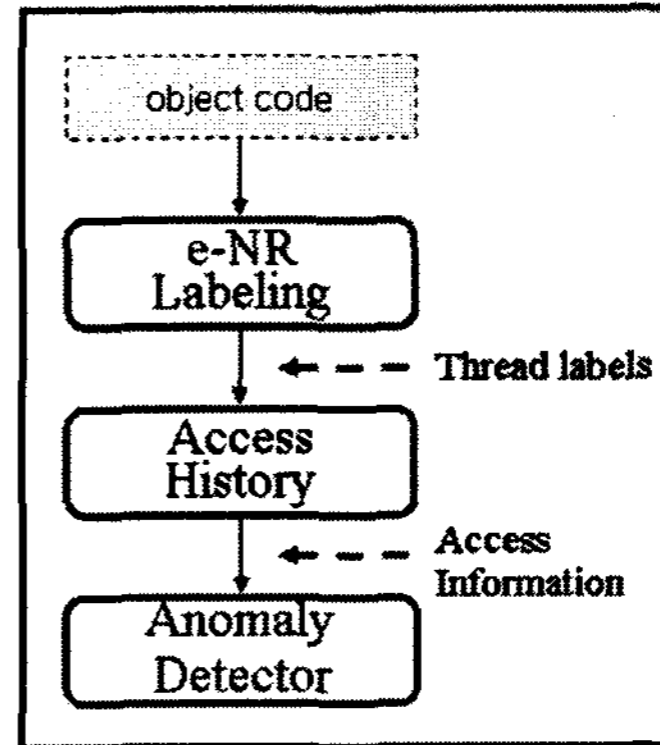 object code
e-NR
Labeling
Thread labels
Access
History
Access
Information
Anomaly
Detector